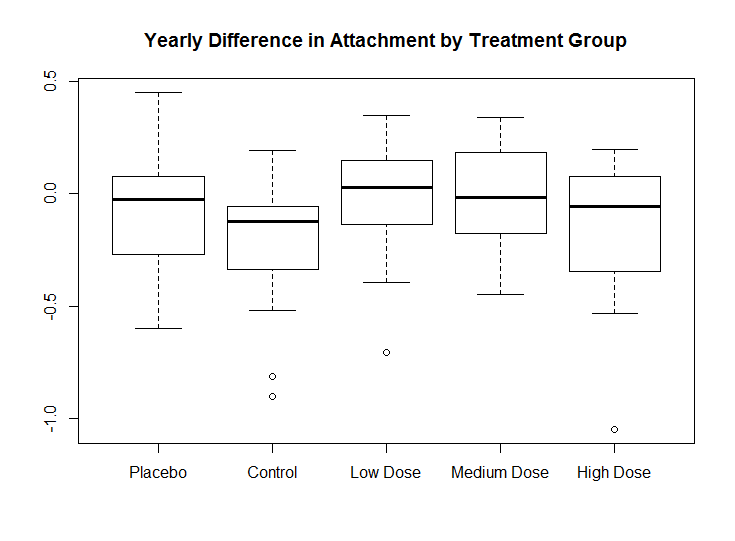 Yearly Difference in Attachment by Treatment Group
0.5
0.0
-0.5
-1.0
Placebo Control Low Dose Medium Dose High Dose